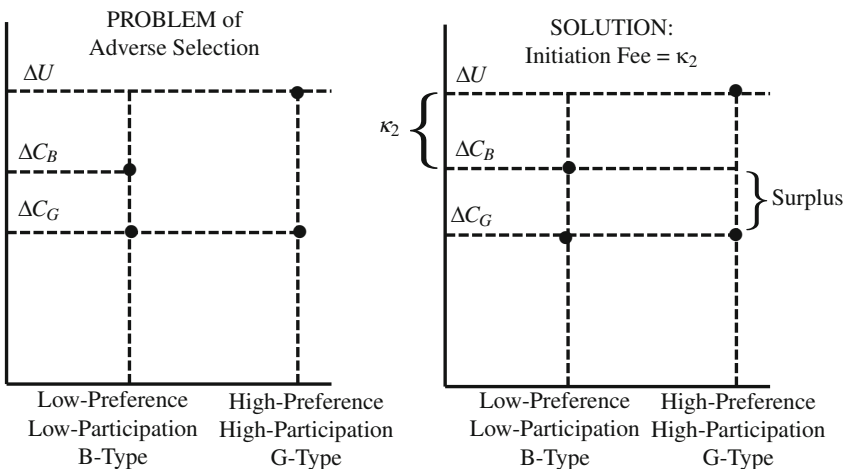 PROBLEM of
Adverse Selection
ΔU
ΔC_B
ΔC_G
Low-Preference
Low-Participation
B-Type
High-Preference
High-Participation
G-Type
SOLUTION:
Initiation Fee = κ₂
ΔU
κ₂
ΔC_B
ΔC_G
Surplus
Low-Preference
Low-Participation
B-Type
High-Preference
High-Participation
G-Type